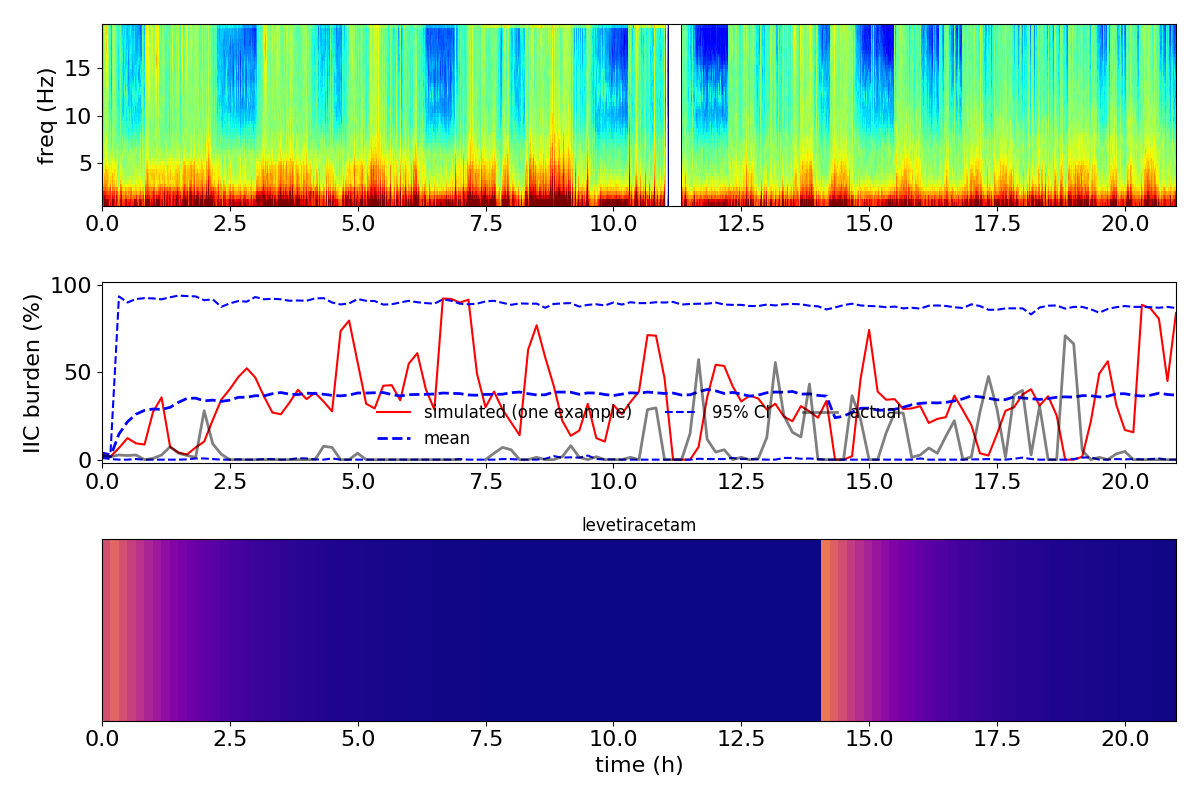 freq (Hz)
15
10
5
0.0 2.5 5.0 7.5 10.0 12.5 15.0 17.5 20.0
IIC burden (%)
100
50
0
simulated (one example) 95% CI actual
mean
0.0 2.5 5.0 7.5 10.0 12.5 15.0 17.5 20.0
levetiracetam
0.0 2.5 5.0 7.5 10.0 12.5 15.0 17.5 20.0
time (h)